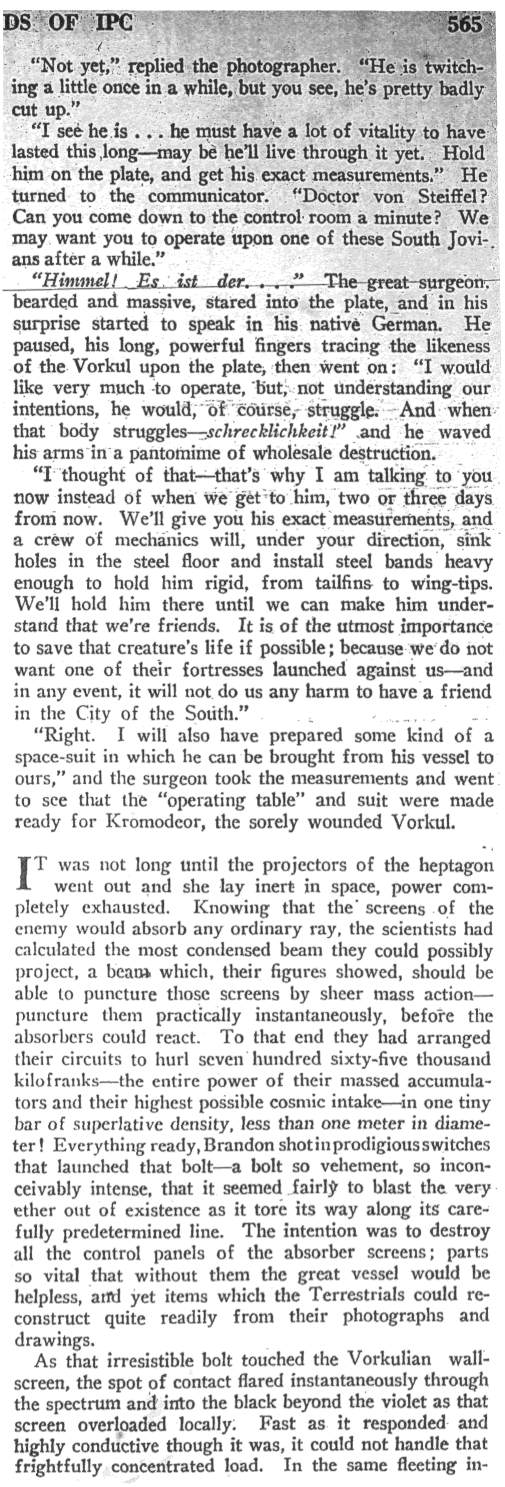 DS OF IPC 565
"Not yet," replied the photographer. "He is twitch-
ing a little once in a while, but you see, he's pretty badly
cut up."
"I see he is . . . he must have a lot of vitality to have
lasted this long—may be he'll live through it yet. Hold
him on the plate, and get his exact measurements." He
turned to the communicator. "Doctor von Steiffel?
Can you come down to the control room a minute? We
may want you to operate upon one of these South Jovi-
ans after a while."
"Himmel! Es ist der. . . ." The great surgeon,
bearded and massive, stared into the plate, and in his
surprise started to speak in his native German. He
paused, his long, powerful fingers tracing the likeness
of the Vorkul upon the plate, then went on: "I would
like very much to operate, but, not understanding our
intentions, he would, of course, struggle. And when
that body struggles—schrecklichkeit!" and he waved
his arms in a pantomime of wholesale destruction.
"I thought of that—that's why I am talking to you
now instead of when we get to him, two or three days
from now. We'll give you his exact measurements, and
a crew of mechanics will, under your direction, sink
holes in the steel floor and install steel bands heavy
enough to hold him rigid, from tailfins to wing-tips.
We'll hold him there until we can make him under-
stand that we're friends. It is of the utmost importance
to save that creature's life if possible; because we do not
want one of their fortresses launched against us—and
in any event, it will not do us any harm to have a friend
in the City of the South."
"Right. I will also have prepared some kind of a
space-suit in which he can be brought from his vessel to
ours," and the surgeon took the measurements and went
to see that the "operating table" and suit were made
ready for Kromodeor, the sorely wounded Vorkul.
IT was not long until the projectors of the heptagon
went out and she lay inert in space, power com-
pletely exhausted. Knowing that the screens of the
enemy would absorb any ordinary ray, the scientists had
calculated the most condensed beam they could possibly
project, a beam which, their figures showed, should be
able to puncture those screens by sheer mass action—
puncture them practically instantaneously, before the
absorbers could react. To that end they had arranged
their circuits to hurl seven hundred sixty-five thousand
kilofranks—the entire power of their massed accumula-
tors and their highest possible cosmic intake—in one tiny
bar of superlative density, less than one meter in diame-
ter! Everything ready, Brandon shot in prodigious switches
that launched that bolt—a bolt so vehement, so incon-
ceivably intense, that it seemed fairly to blast the very
ether out of existence as it tore its way along its care-
fully predetermined line. The intention was to destroy
all the control panels of the absorber screens; parts
so vital that without them the great vessel would be
helpless, and yet items which the Terrestrials could re-
construct quite readily from their photographs and
drawings.
As that irresistible bolt touched the Vorkulian wall-
screen, the spot of contact flared instantaneously through
the spectrum and into the black beyond the violet as that
screen overloaded locally. Fast as it responded and
highly conductive though it was, it could not handle that
frightfully concentrated load. In the same fleeting in-